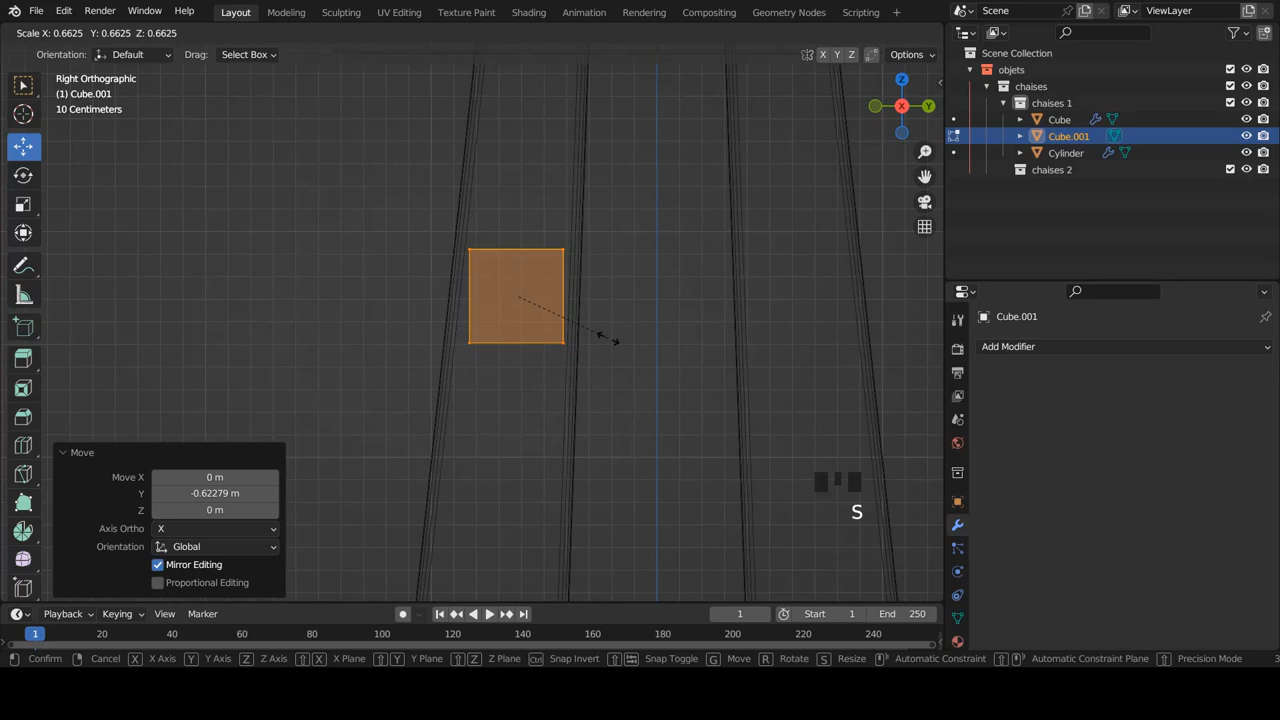 File Edit Render Window Help Layout Modeling Sculpting UV Editing Texture Paint Shading Animation Rendering Compositing Geometry Nodes Scripting + Scene ViewLayer
Scale X: 0.6625 Y: 0.6625 Z: 0.6625
Orientation: Default Drag: Select Box X Y Z Options
Right Orthographic
(1) Cube.001
10 Centimeters
Z
X
Y
Scene Collection
objets
chaises
chaises 1
Cube
Cube.001
Cylinder
chaises 2
Cube.001
Add Modifier
S
Move
Move X 0 m
Y -0.62279 m
Z 0 m
Axis Ortho X
Orientation Global
Mirror Editing
Proportional Editing
Playback Keying View Marker 1 Start 1 End 250
1 20 40 60 80 100 120 140 160 180 200 220 240
Confirm Cancel X X Axis Y Y Axis Z Z Axis X X Plane Y Y Plane Z Z Plane Ctrl Snap Invert Snap Toggle G Move R Rotate S Resize Automatic Constraint Automatic Constraint Plane Precision Mode 3